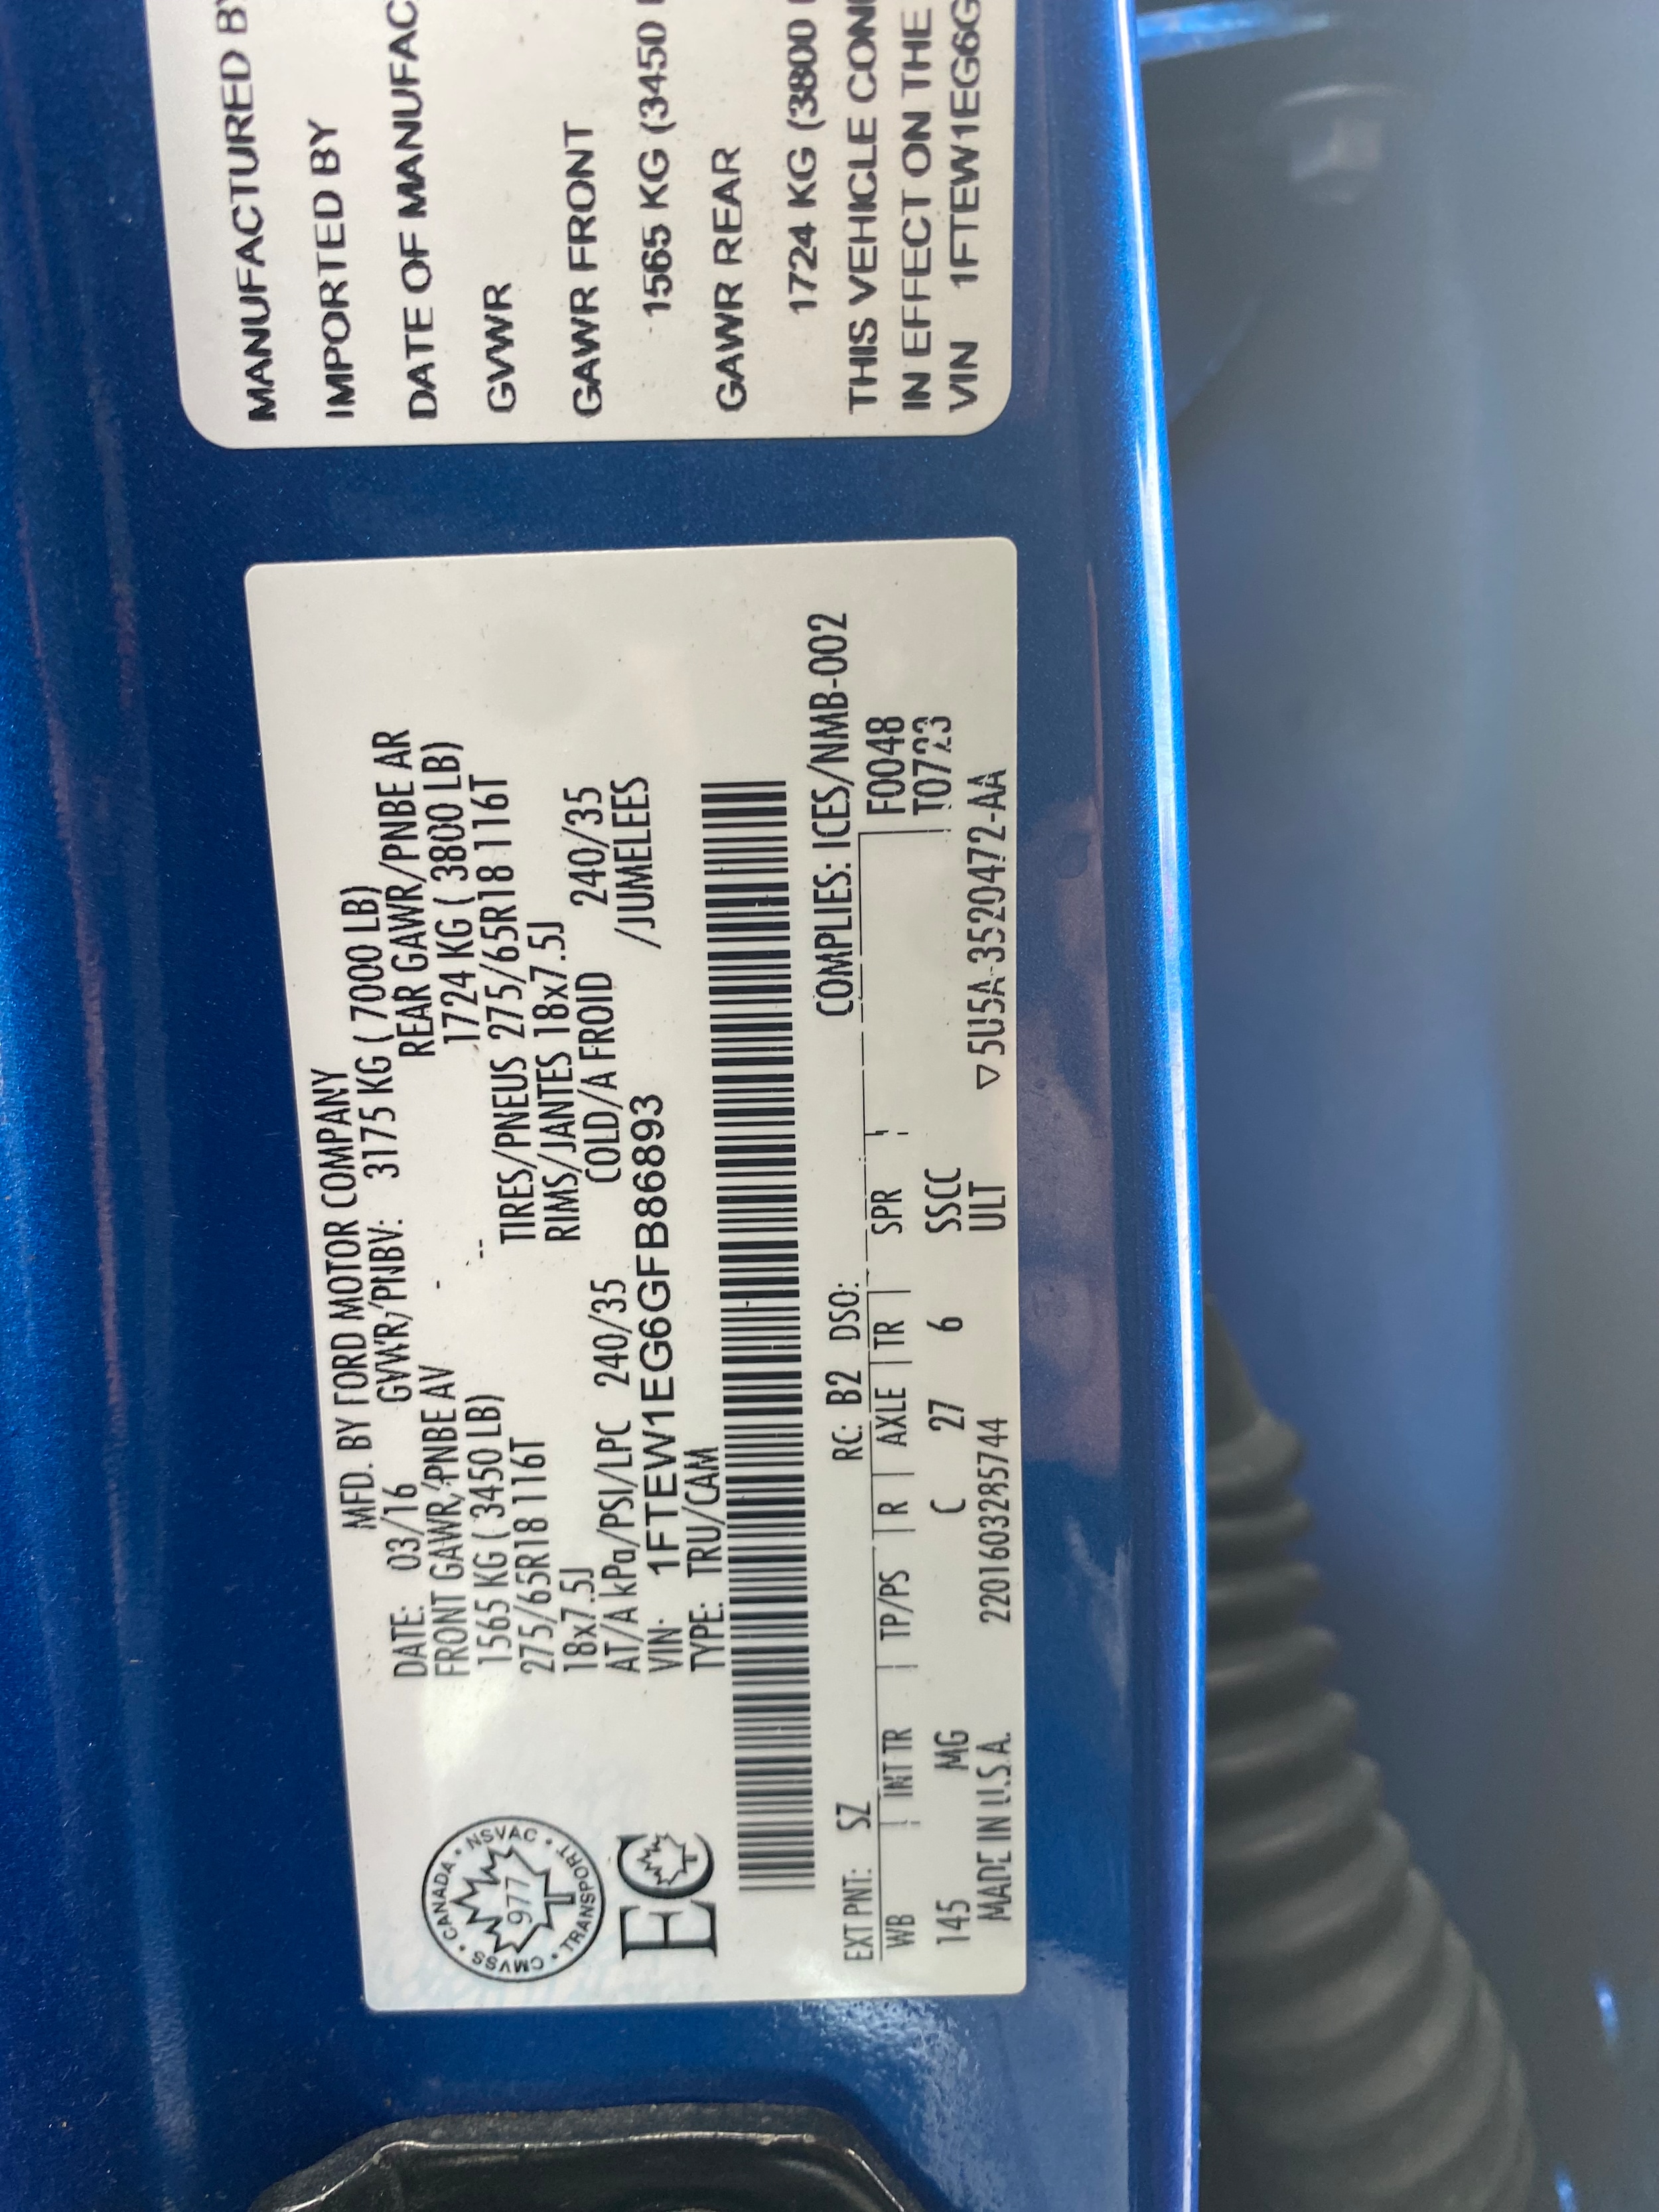 MFD. BY FORD MOTOR COMPANY
DATE: 03/16 GVWR/PNBV: 3175 KG ( 7000 LB)
FRONT GAWR/PNBE AV - REAR GAWR/PNBE AR
1565 KG ( 3450 LB) -- 1724 KG ( 3800 LB)
275/65R18 116T TIRES/PNEUS 275/65R18 116T
18x7.5J RIMS/JANTES 18x7.5J
AT/A kPa/PSI/LPC 240/35 COLD/A FROID 240/35
VIN: 1FTEW1EG6GFB86893 /JUMELEES
TYPE: TRU/CAM
CMVSS • CANADA • NSVAC • TRANSPORT •
977
EC
COMPLIES: ICES/NMB-002
EXT PNT: SZ RC: B2 DSO:
WB INT TR TP/PS R AXLE TR SPR F0048
145 MG C 27 6 SSCC T0723
MADE IN U.S.A. 220160328574​4 ULT ▽5U5A-3520472-AA
MANUFACTURED BY
IMPORTED BY
DATE OF MANUFAC
GVWR
GAWR FRONT
1565 KG (3450
GAWR REAR
1724 KG (3800
THIS VEHICLE CON
IN EFFECT ON THE
VIN 1FTEW1EG6G